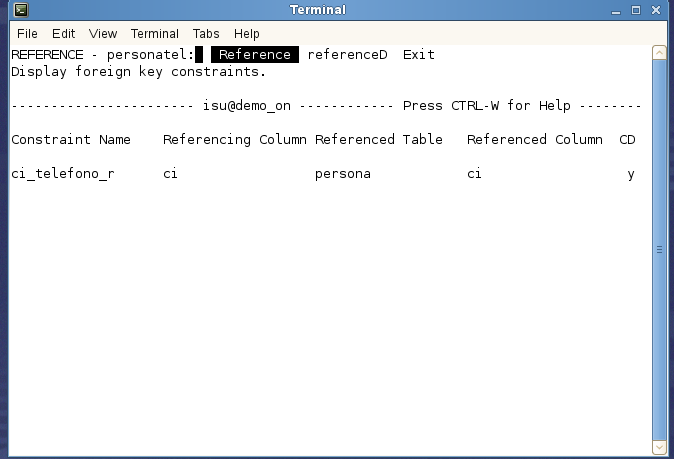 Terminal
File Edit View Terminal Tabs Help
REFERENCE - personatel: Reference referenceD Exit
Display foreign key constraints.
----------------------- isu@demo_on ------------ Press CTRL-W for Help --------
Constraint Name Referencing Column Referenced Table Referenced Column CD
ci_telefono_r ci persona ci y